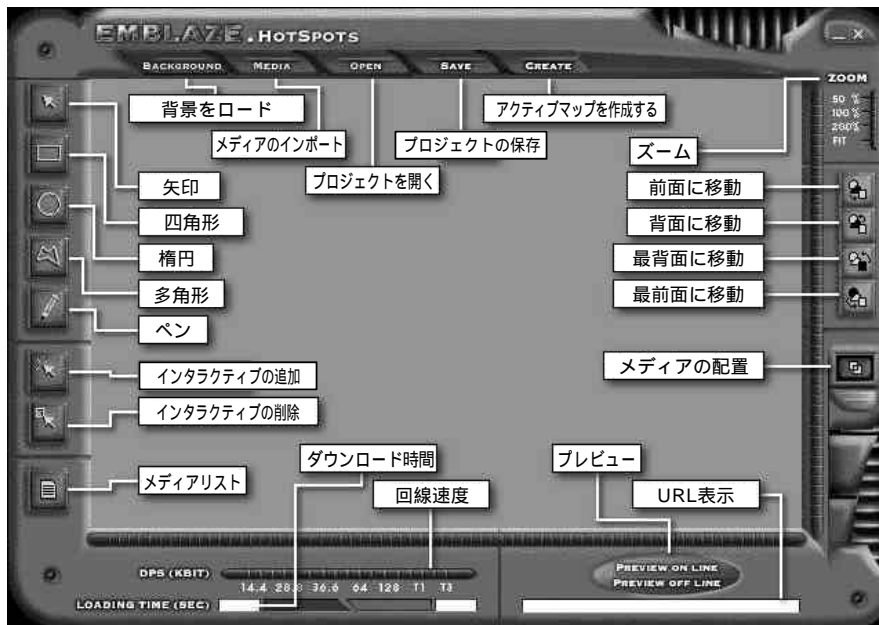 EMBLAZE.HOTSPOTS
BACKGROUND MEDIA OPEN SAVE CREATE
ZOOM
50 %
100 %
200%
FIT
背景をロード
アクティブマップを作成する
メディアのインポート
プロジェクトの保存
ズーム
プロジェクトを開く
矢印
前面に移動
四角形
背面に移動
楕円
最背面に移動
多角形
最前面に移動
ペン
メディアの配置
インタラクティブの追加
インタラクティブの削除
ダウンロード時間
プレビュー
メディアリスト
回線速度
URL表示
DPS (KBIT)
14.4 28.8 36.6 64 128 T1 T3
PREVIEW ON LINE
PREVIEW OFF LINE
LOADING TIME (SEC)